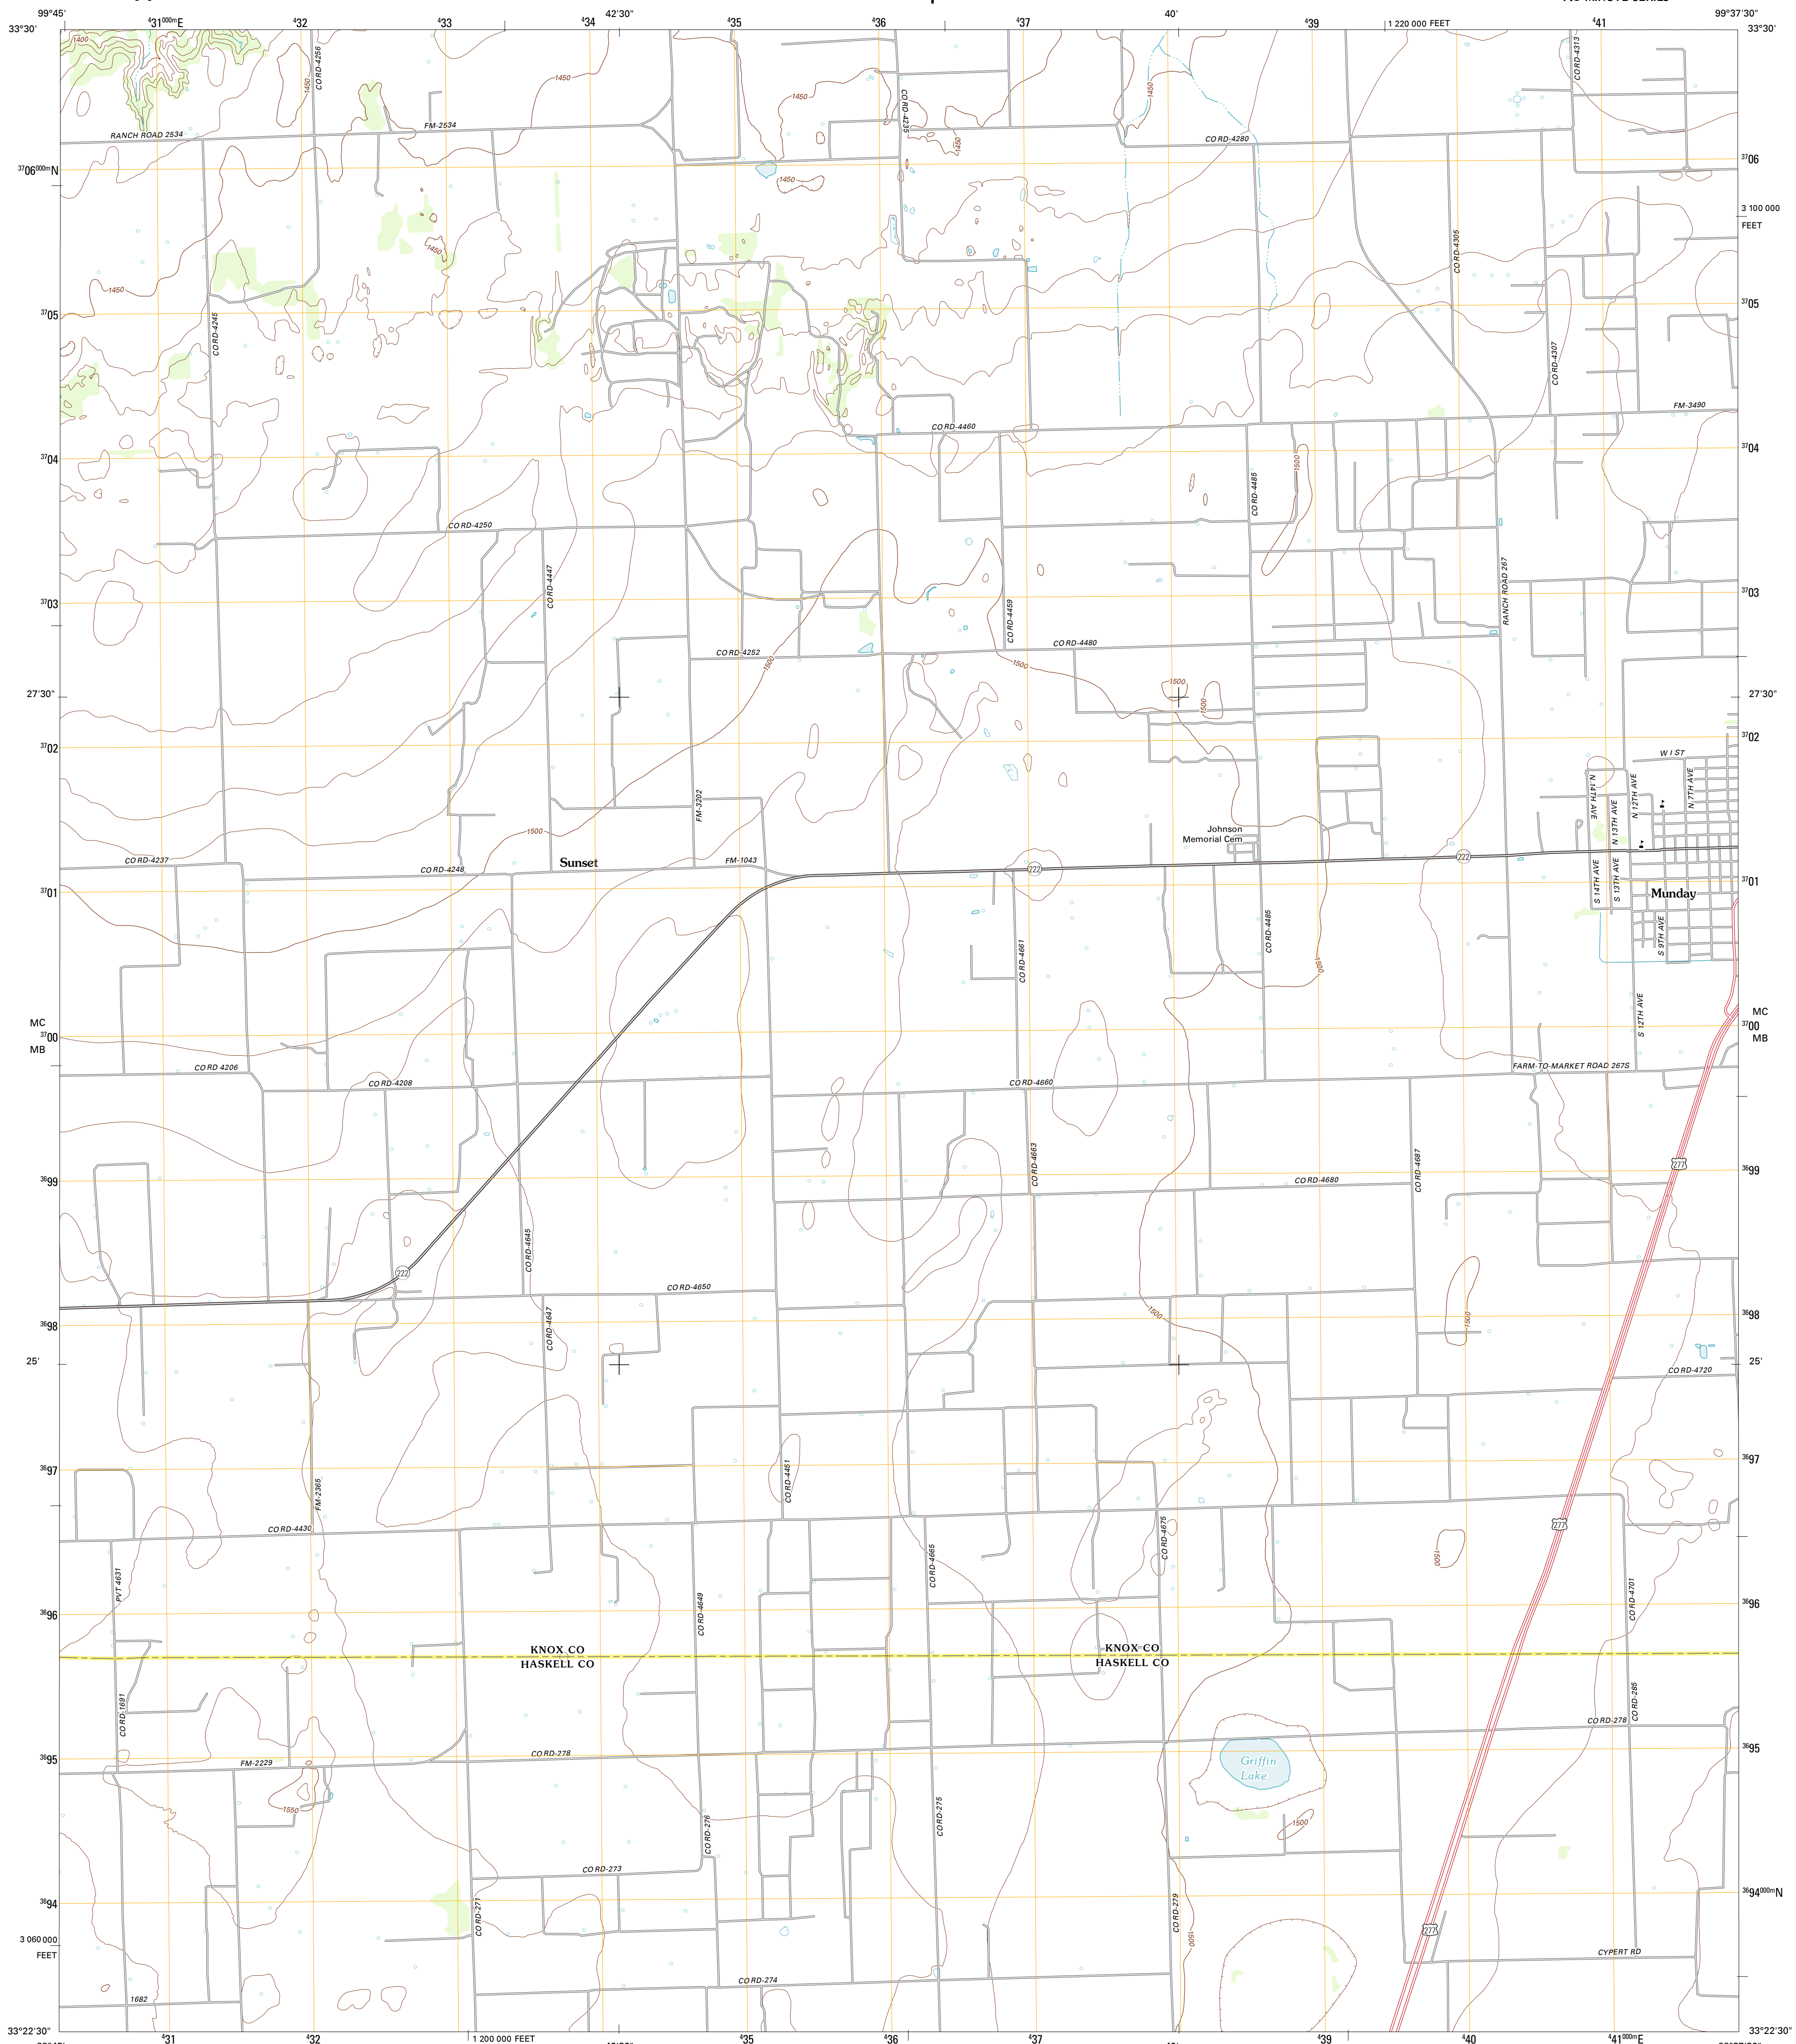 99°45'
⁴31⁰⁰⁰ᵐE
⁴32
⁴33
⁴34
42'30"
⁴35
⁴36
⁴37
40'
⁴39
1 220 000 FEET
⁴41
99°37'30"
33°30'
33°30'
1400
1450
CO RD-4256
1450
1450
CO RD-4235
1450
1450
CO RD-4313
RANCH ROAD 2534
FM-2534
CO RD-4280
³⁷06⁰⁰⁰ᵐN
³⁷06
1450
3 100 000
FEET
1450
CO RD-4305
1450
³⁷05
³⁷05
CO RD-4245
CO RD-4307
FM-3490
CO RD-4460
³⁷04
³⁷04
1500
CO RD-4485
CO RD-4250
CO RD-4447
RANCH ROAD 267
³⁷03
³⁷03
CO RD-4459
CO RD-4480
CO RD-4252
1500
1500
1500
1500
27'30"
27'30"
³⁷02
³⁷02
W I ST
N 14TH AVE
N 13TH AVE
N 12TH AVE
N 7TH AVE
FM-3202
1500
Johnson
Memorial Cem
CO RD-4237
Sunset
FM-1043
222
222
CO RD-4248
³⁷01
³⁷01
S 14TH AVE
S 13TH AVE
Munday
S 9TH AVE
CO RD-4485
CO RD-4661
1500
S 12TH AVE
MC
³⁷00
MB
MC
³⁷00
MB
CO RD 4206
CO RD-4208
CO RD-4660
FARM-TO-MARKET ROAD 267S
CO RD-4663
CO RD-4687
277
³⁶99
³⁶99
CO RD-4680
CO RD-4645
222
CO RD-4650
1500
1500
CO RD-4647
³⁶98
³⁶98
25'
25'
CO RD-4720
³⁶97
³⁶97
CO RD-4451
FM-2365
CO RD-4430
277
CO RD-4675
1500
CO RD-4665
PVT 4631
CO RD-4649
CO RD-4701
³⁶96
³⁶96
KNOX CO
HASKELL CO
KNOX CO
HASKELL CO
CO RD-1691
CO RD-285
CO RD-278
CO RD-278
FM-2229
³⁶95
³⁶95
Griffin
Lake
1550
1500
CO RD-276
CO RD-275
CO RD-273
³⁶94
³⁶94⁰⁰⁰ᵐN
CO RD-271
CO RD-279
277
1500
3 060 000
FEET
CYPERT RD
CO RD-274
1682
33°22'30"
33°22'30"
⁴31
⁴32
1 200 000 FEET
⁴35
⁴36
⁴37
⁴39
⁴40
⁴41⁰⁰⁰ᵐE